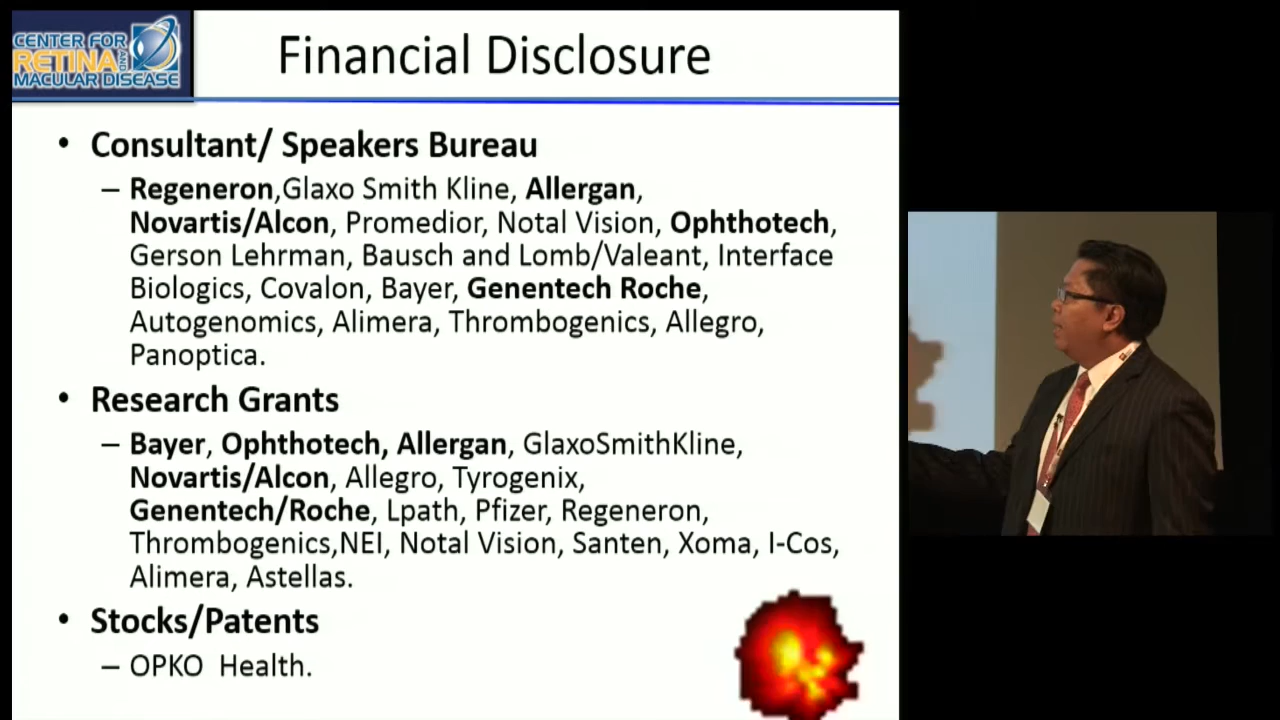 CENTER FOR
RETINA AND
MACULAR DISEASE
Financial Disclosure
• Consultant/ Speakers Bureau
– Regeneron,Glaxo Smith Kline, Allergan,
Novartis/Alcon, Promedior, Notal Vision, Ophthotech,
Gerson Lehrman, Bausch and Lomb/Valeant, Interface
Biologics, Covalon, Bayer, Genentech Roche,
Autogenomics, Alimera, Thrombogenics, Allegro,
Panoptica.
• Research Grants
– Bayer, Ophthotech, Allergan, GlaxoSmithKline,
Novartis/Alcon, Allegro, Tyrogenix,
Genentech/Roche, Lpath, Pfizer, Regeneron,
Thrombogenics,NEI, Notal Vision, Santen, Xoma, I-Cos,
Alimera, Astellas.
• Stocks/Patents
– OPKO Health.